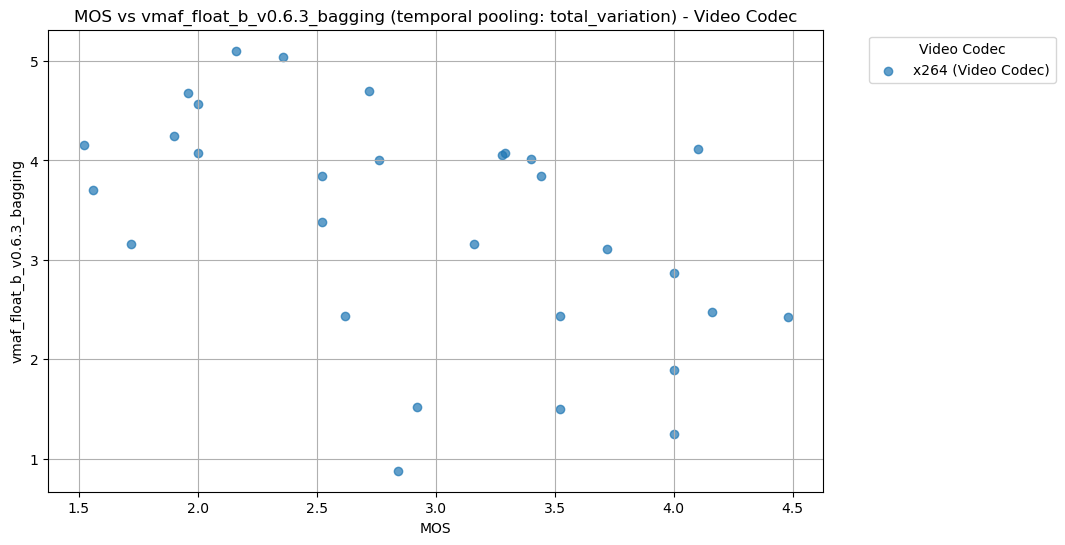 MOS vs vmaf_float_b_v0.6.3_bagging (temporal pooling: total_variation) - Video Codec
Video Codec
x264 (Video Codec)
vmaf_float_b_v0.6.3_bagging
5
4
3
2
1
1.5 2.0 2.5 3.0 3.5 4.0 4.5
MOS